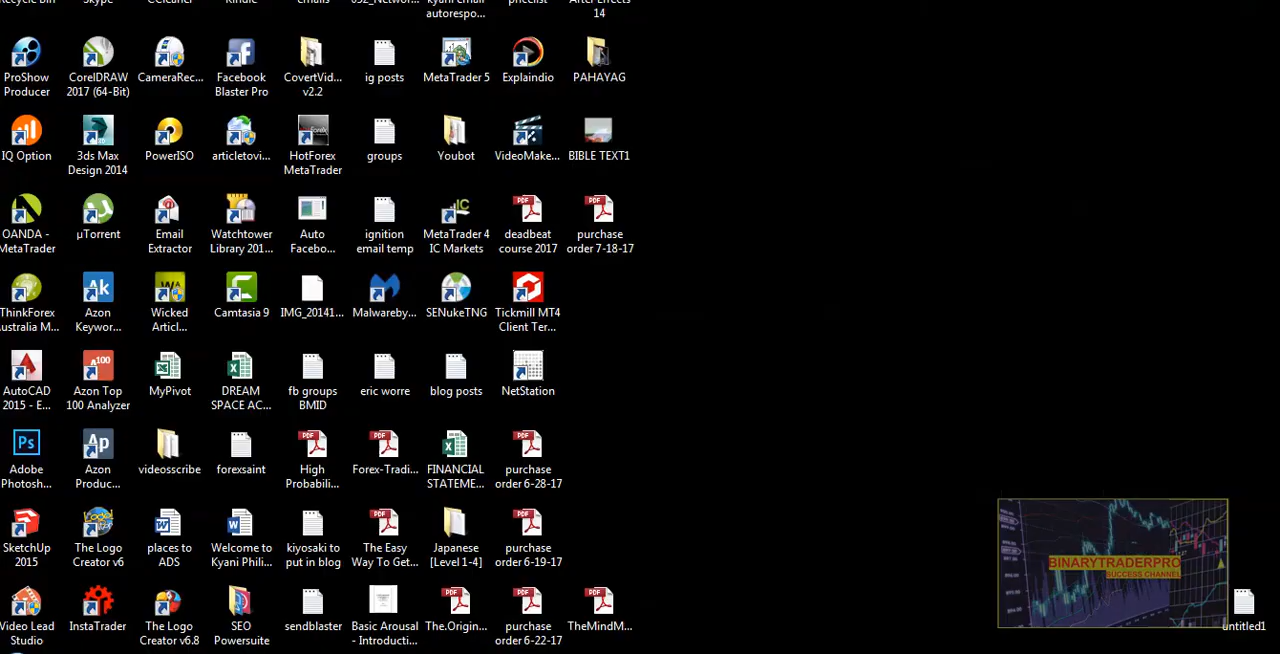 Recycle Bin Skype CCleaner Kindle Emails 052_Networ... kyani email pricelist After Effects
autorespo... 14
ProShow CorelDRAW CameraRec... Facebook CovertVid... ig posts MetaTrader 5 Explaindio PAHAYAG
Producer 2017 (64-Bit) Blaster Pro v2.2
IQ Option 3ds Max PowerISO articletovi... HotForex groups Youbot VideoMake... BIBLE TEXT1
Design 2014 MetaTrader
OANDA - µTorrent Email Watchtower Auto ignition MetaTrader 4 deadbeat purchase
MetaTrader Extractor Library 201... Facebo... email temp IC Markets course 2017 order 7-18-17
ThinkForex Azon Wicked Camtasia 9 IMG_20141... Malwareby... SENukeTNG Tickmill MT4
Australia M... Keywor... Articl... Client Ter...
AutoCAD Azon Top MyPivot DREAM fb groups eric worre blog posts NetStation
2015 - E... 100 Analyzer SPACE AC... BMID
Adobe Azon videosscribe forexsaint High Forex-Tradi... FINANCIAL purchase
Photosh... Produc... Probabili... STATEME... order 6-28-17
SketchUp The Logo places to Welcome to kiyosaki to The Easy Japanese purchase
2015 Creator v6 ADS Kyani Phili... put in blog Way To Get... [Level 1-4] order 6-19-17
Video Lead InstaTrader The Logo SEO sendblaster Basic Arousal The.Origin... purchase TheMindM...
Studio Creator v6.8 Powersuite - Introducti... order 6-22-17
BINARYTRADERPRO
SUCCESS CHANNEL
untitled1